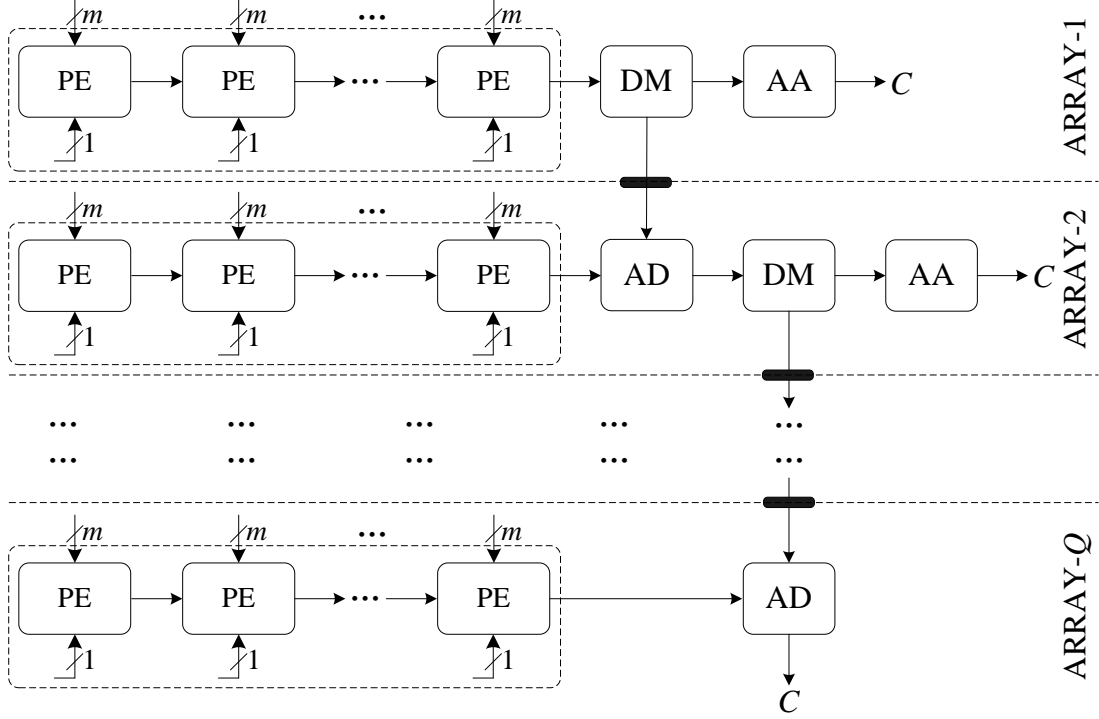 m m ... m
PE PE ... PE DM AA C
1 1 1
ARRAY-1
m m ... m
PE PE ... PE AD DM AA C
1 1 1
ARRAY-2
... ... ... ... ...
... ... ... ... ...
m m ... m
PE PE ... PE AD
1 1 1
C
ARRAY-Q